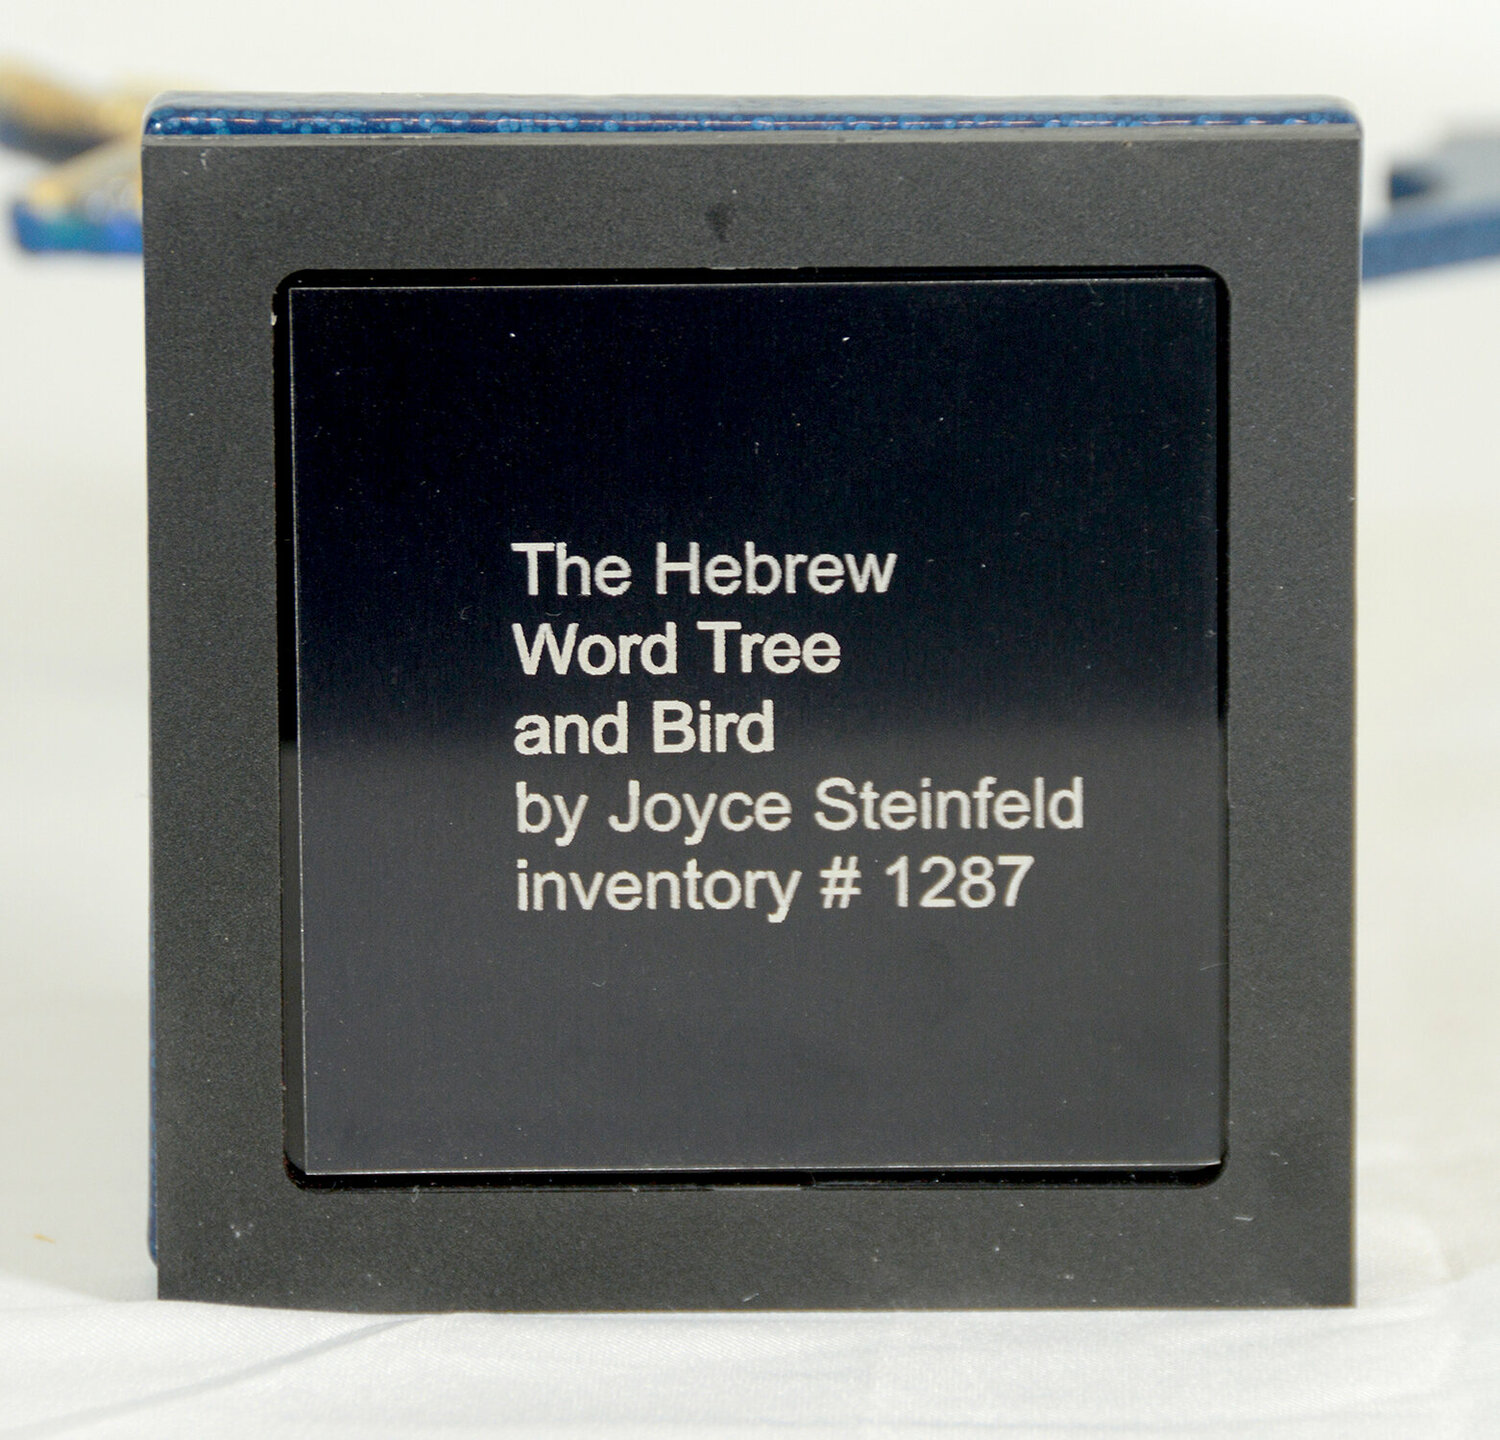 The Hebrew
Word Tree
and Bird
by Joyce Steinfeld
inventory # 1287